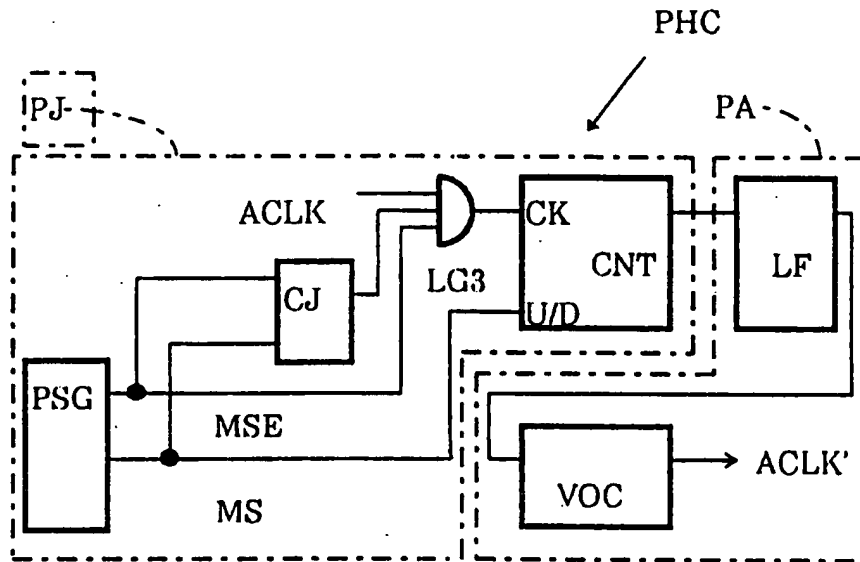 PHC
PJ
PA
ACLK
CK
CNT
LF
LG3
CJ
U/D
PSG
MSE
MS
VOC
ACLK'